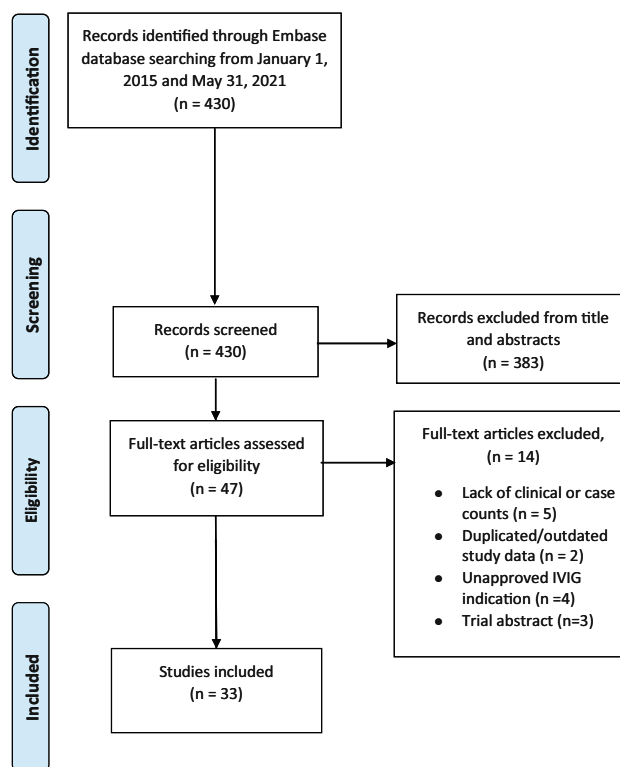 Identification
Records identified through Embase
database searching from January 1,
2015 and May 31, 2021
(n = 430)
Screening
Records screened
(n = 430)
Records excluded from title
and abstracts
(n = 383)
Eligibility
Full-text articles assessed
for eligibility
(n = 47)
Full-text articles excluded,
(n = 14)
● Lack of clinical or case
counts (n = 5)
● Duplicated/outdated
study data (n = 2)
● Unapproved IVIG
indication (n =4)
● Trial abstract (n=3)
Included
Studies included
(n = 33)